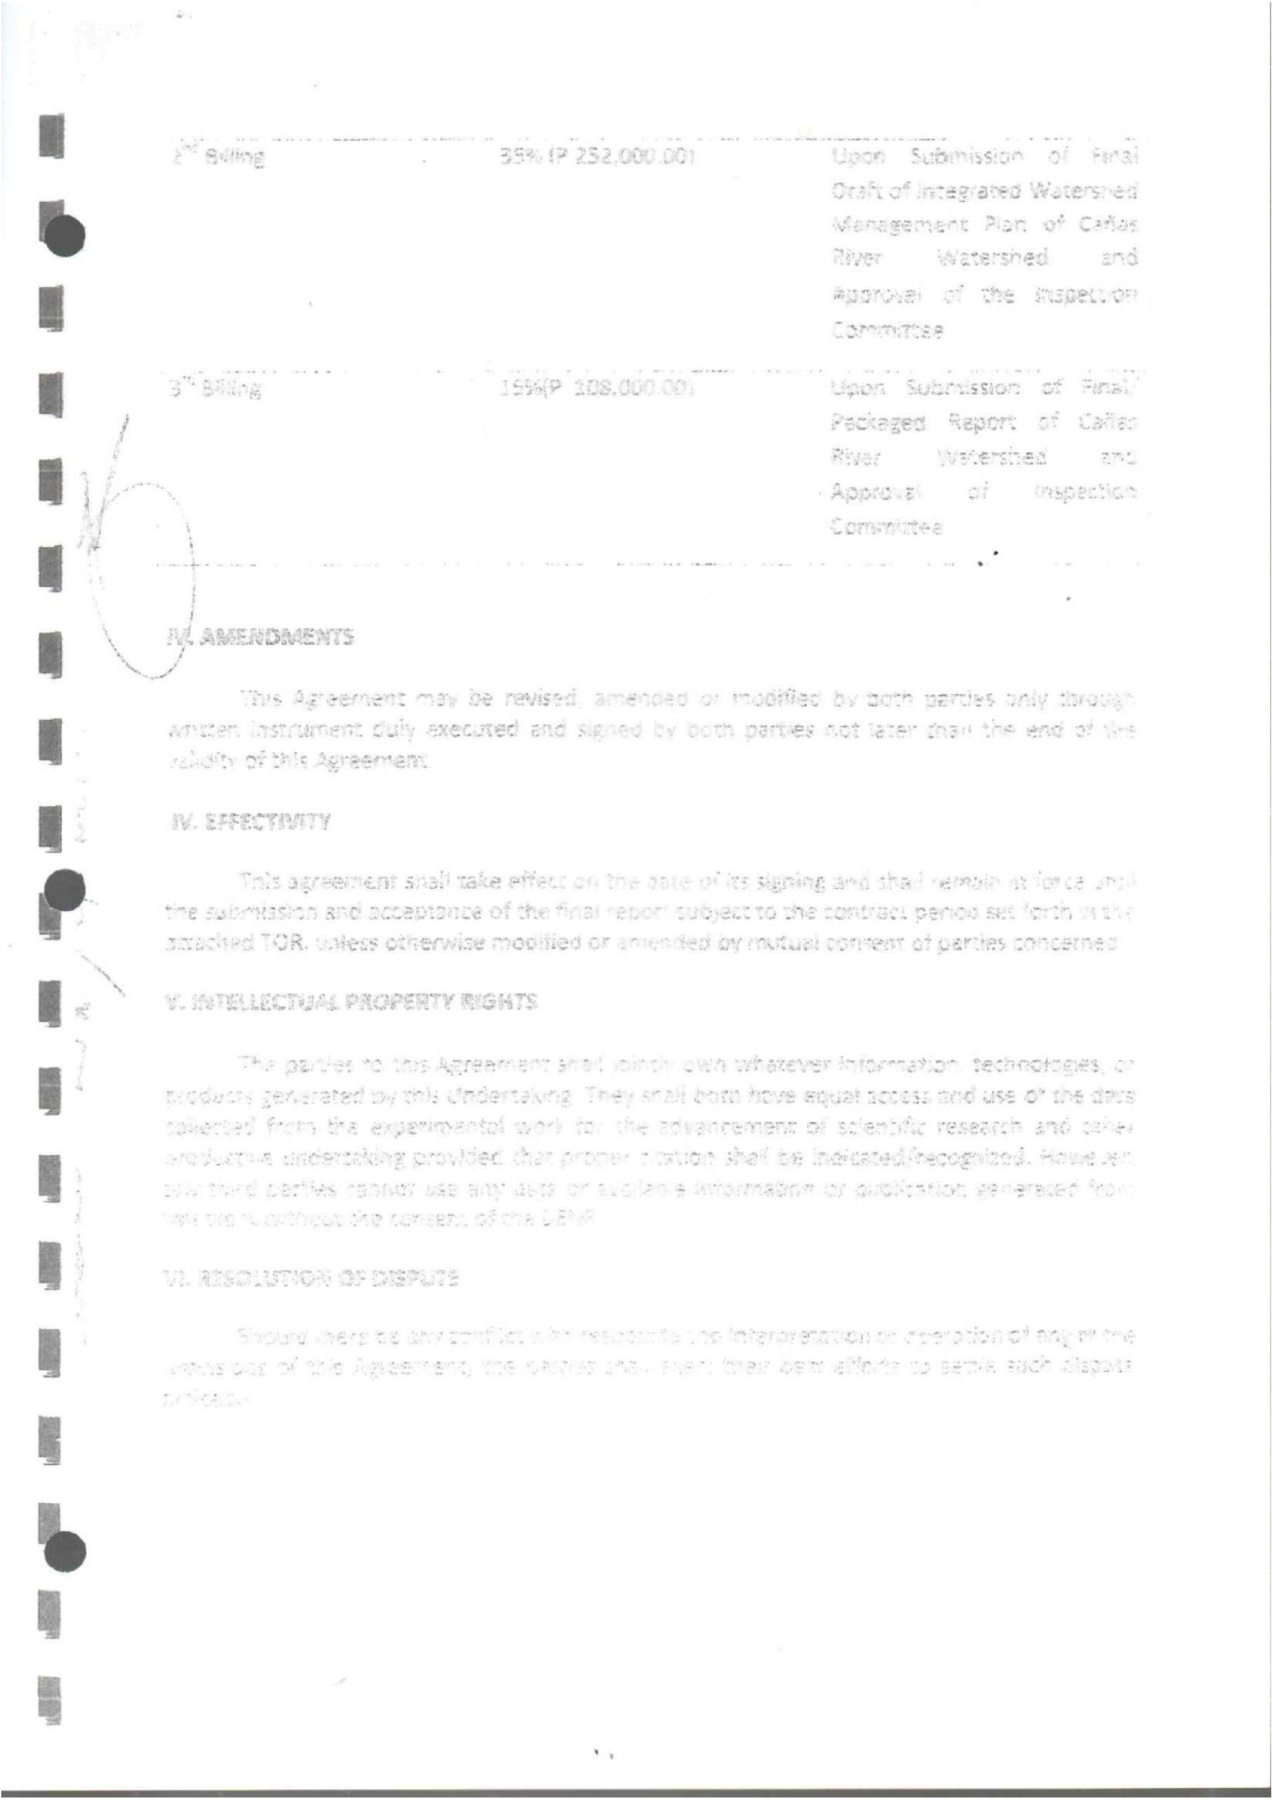 2nd Billing 35% (P 252,000.00) Upon Submission of Final
Draft of Integrated Watershed
Management Plan of Cañas
River Watershed and
Approval of the Inspection
Committee
3rd Billing 15%(P 108,000.00) Upon Submission of Final/
Packaged Report of Cañas
River Watershed and
Approval of Inspection
Committee
IV. AMENDMENTS
This Agreement may be revised, amended or modified by both parties only through
written instrument duly executed and signed by both parties not later than the end of the
validity of this Agreement.
IV. EFFECTIVITY
This agreement shall take effect on the date of its signing and shall remain in force until
the submission and acceptance of the final report subject to the contract period set forth in the
attached TOR, unless otherwise modified or amended by mutual consent of parties concerned
V. INTELLECTUAL PROPERTY RIGHTS
The parties to this Agreement shall jointly own whatever information, technologies, or
products generated by this Undertaking. They shall both have equal access and use of the data
collected from the experimental work for the advancement of scientific research and other
productive undertaking provided that proper citation shall be indicated/recognized. However,
third parties cannot use any data or available information or publication generated from
without the consent of the DENR
VI. RESOLUTION OF DISPUTE
Should there be any conflict with respect to the interpretation or operation of any of the
provisions of this Agreement, the parties shall exert their best efforts to settle such dispute